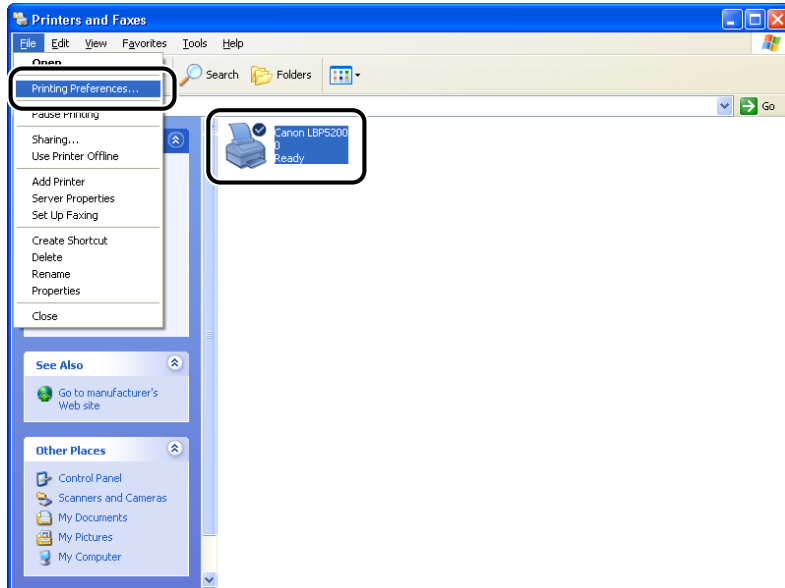 Printers and Faxes
File Edit View Favorites Tools Help
Open
Search Folders
Printing Preferences...
Go
Pause Printing
Sharing...
Use Printer Offline
Add Printer
Server Properties
Set Up Faxing
Create Shortcut
Delete
Rename
Properties
Close
Canon LBP5200
0
Ready
See Also
Go to manufacturer's
Web site
Other Places
Control Panel
Scanners and Cameras
My Documents
My Pictures
My Computer